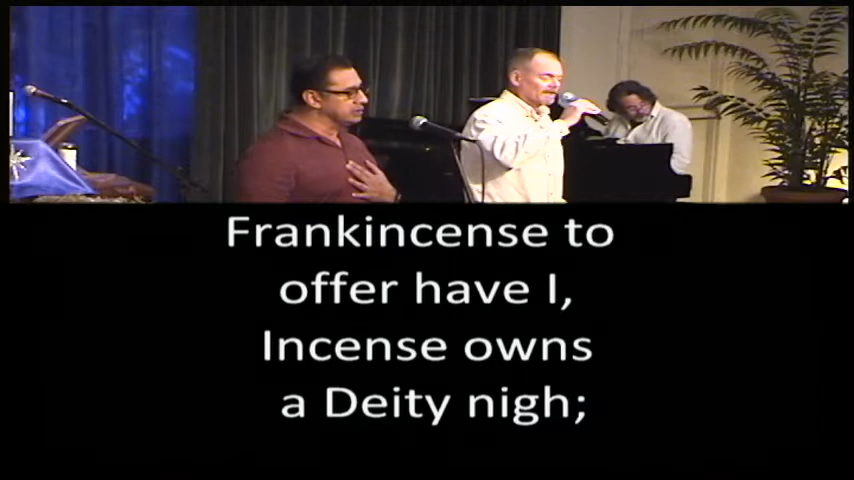 Frankincense to
offer have I,
Incense owns
a Deity nigh;